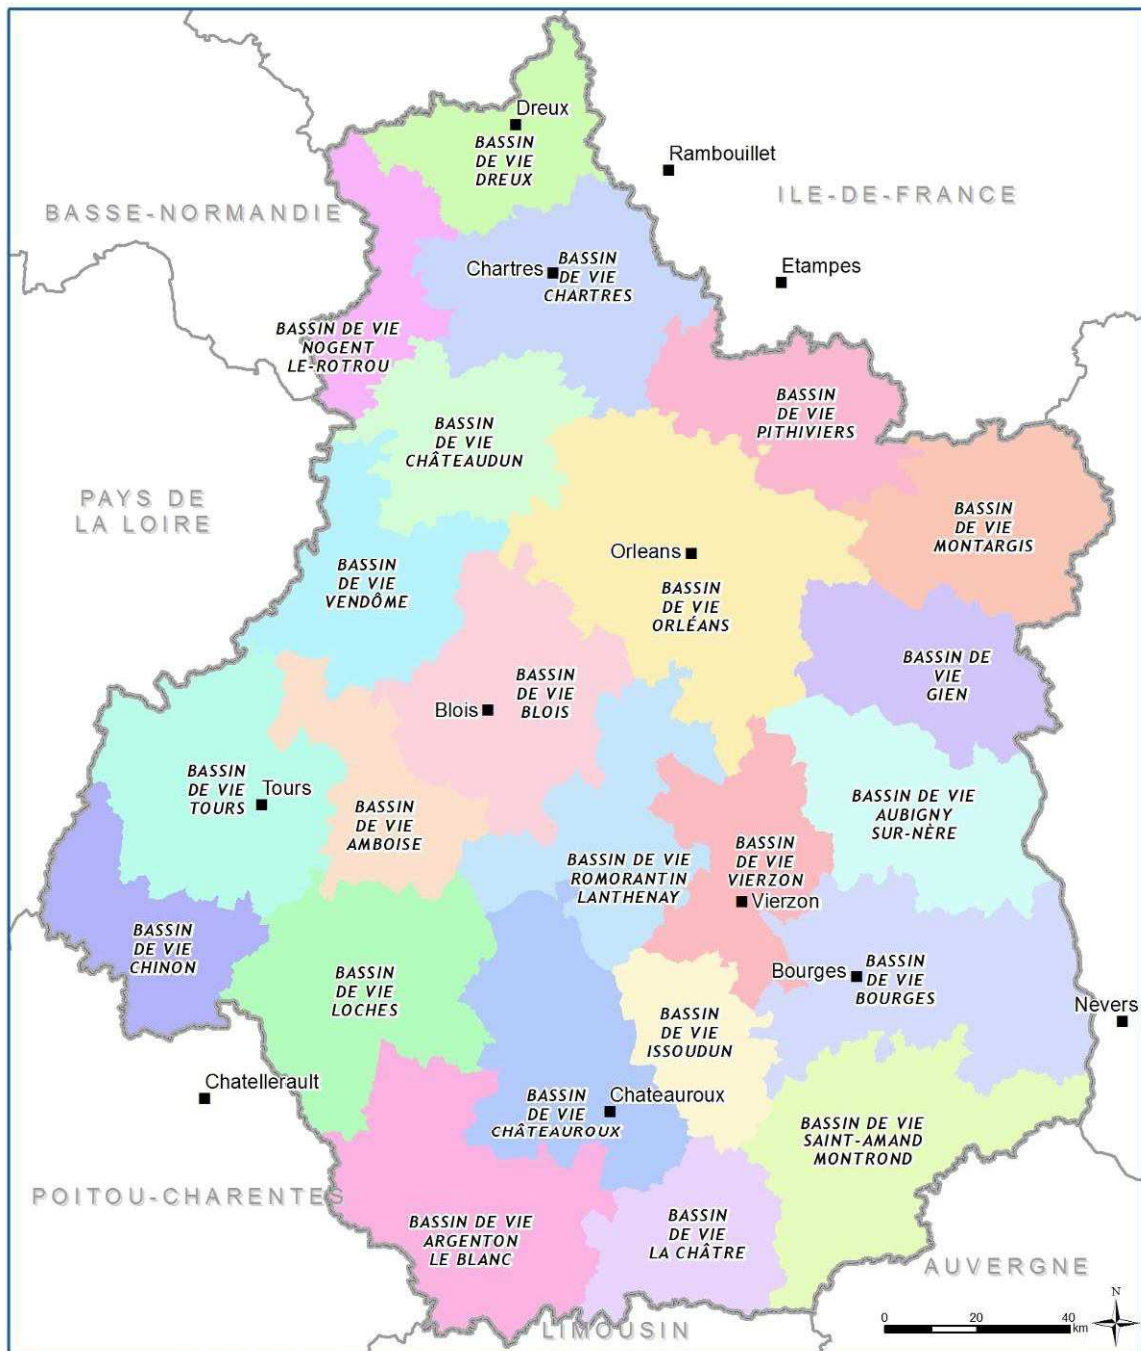 Dreux
BASSIN
DE VIE
DREUX
Rambouillet
BASSE-NORMANDIE
ILE-DE-FRANCE
Chartres
BASSIN
DE VIE
CHARTRES
Etampes
BASSIN DE VIE
NOGENT
LE-ROTROU
BASSIN
DE VIE
PITHIVIERS
BASSIN
DE VIE
CHÂTEAUDUN
PAYS DE
LA LOIRE
BASSIN
DE VIE
MONTARGIS
Orleans
BASSIN
DE VIE
VENDÔME
BASSIN
DE VIE
ORLÉANS
BASSIN DE
VIE
GIEN
Blois
BASSIN
DE VIE
BLOIS
BASSIN
DE VIE
TOURS
Tours
BASSIN
DE VIE
AMBOISE
BASSIN DE VIE
AUBIGNY
SUR-NÈRE
BASSIN DE VIE
ROMORANTIN
LANTHENAY
BASSIN
DE VIE
VIERZON
Vierzon
BASSIN
DE VIE
CHINON
BASSIN
DE VIE
LOCHES
Bourges
BASSIN
DE VIE
BOURGES
Nevers
BASSIN
DE VIE
ISSOUDUN
Chatellerault
BASSIN
DE VIE
CHÂTEAUROUX
Chateauroux
BASSIN DE VIE
SAINT-AMAND
MONTROND
POITOU-CHARENTES
BASSIN DE VIE
ARGENTON
LE BLANC
BASSIN
DE VIE
LA CHÂTRE
AUVERGNE
LIMOUSIN
N
0 20 40
km